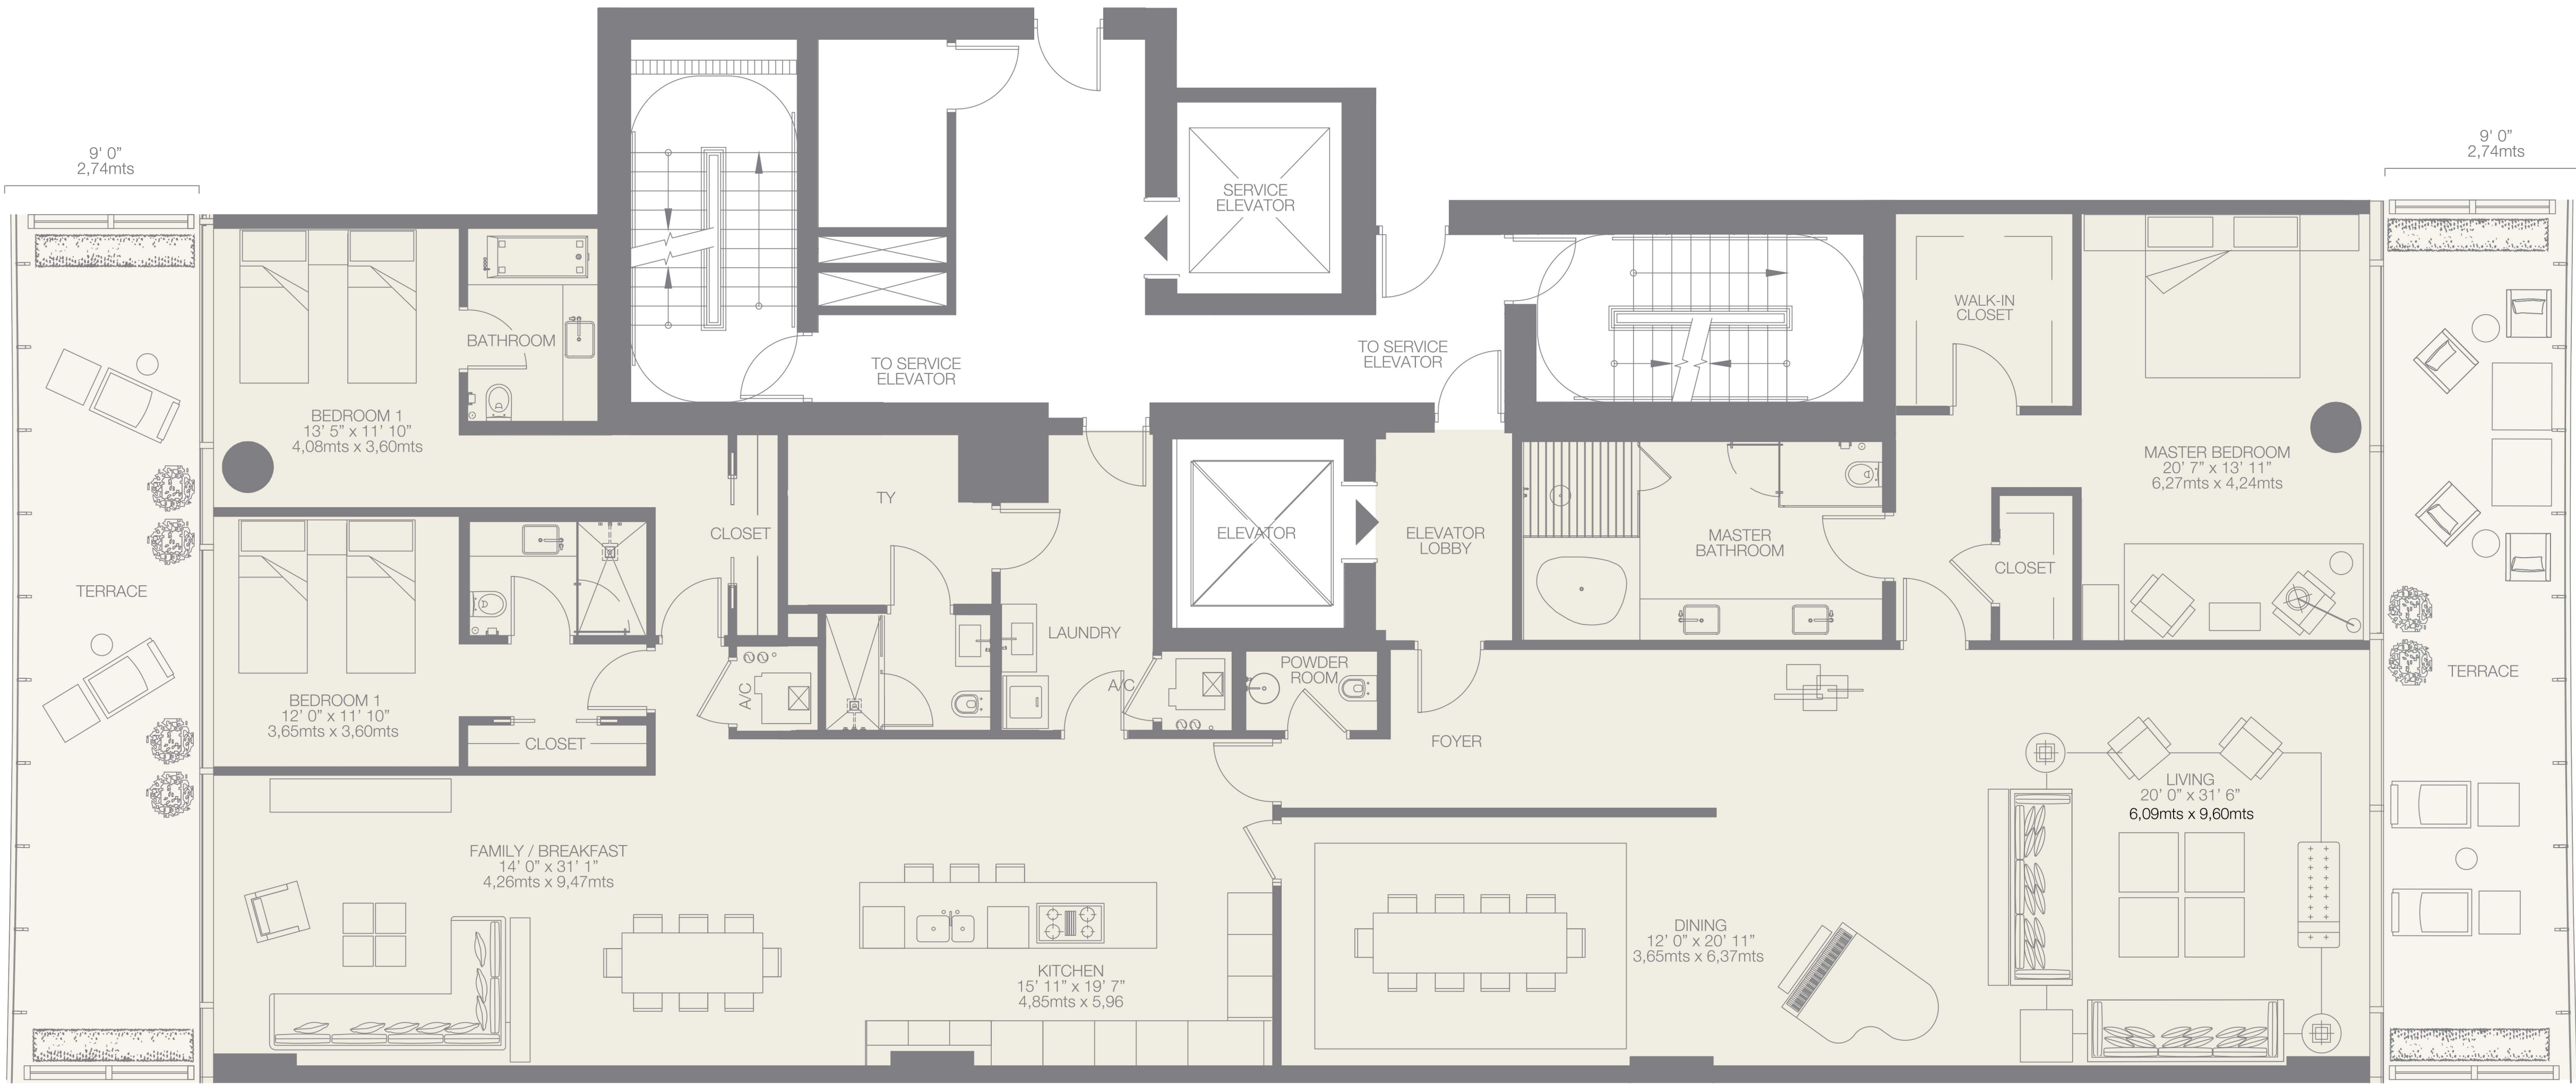 9' 0"
2,74mts
9' 0"
2,74mts
SERVICE
ELEVATOR
WALK-IN
CLOSET
BATHROOM
TO SERVICE
ELEVATOR
TO SERVICE
ELEVATOR
BEDROOM 1
13' 5" x 11' 10"
4,08mts x 3,60mts
MASTER BEDROOM
20' 7" x 13' 11"
6,27mts x 4,24mts
TY
CLOSET
ELEVATOR
ELEVATOR
LOBBY
MASTER
BATHROOM
CLOSET
TERRACE
LAUNDRY
POWDER
ROOM
TERRACE
A/C
A/C
BEDROOM 1
12' 0" x 11' 10"
3,65mts x 3,60mts
CLOSET
FOYER
LIVING
20' 0" x 31' 6"
6,09mts x 9,60mts
FAMILY / BREAKFAST
14' 0" x 31' 1"
4,26mts x 9,47mts
DINING
12' 0" x 20' 11"
3,65mts x 6,37mts
KITCHEN
15' 11" x 19' 7"
4,85mts x 5,96